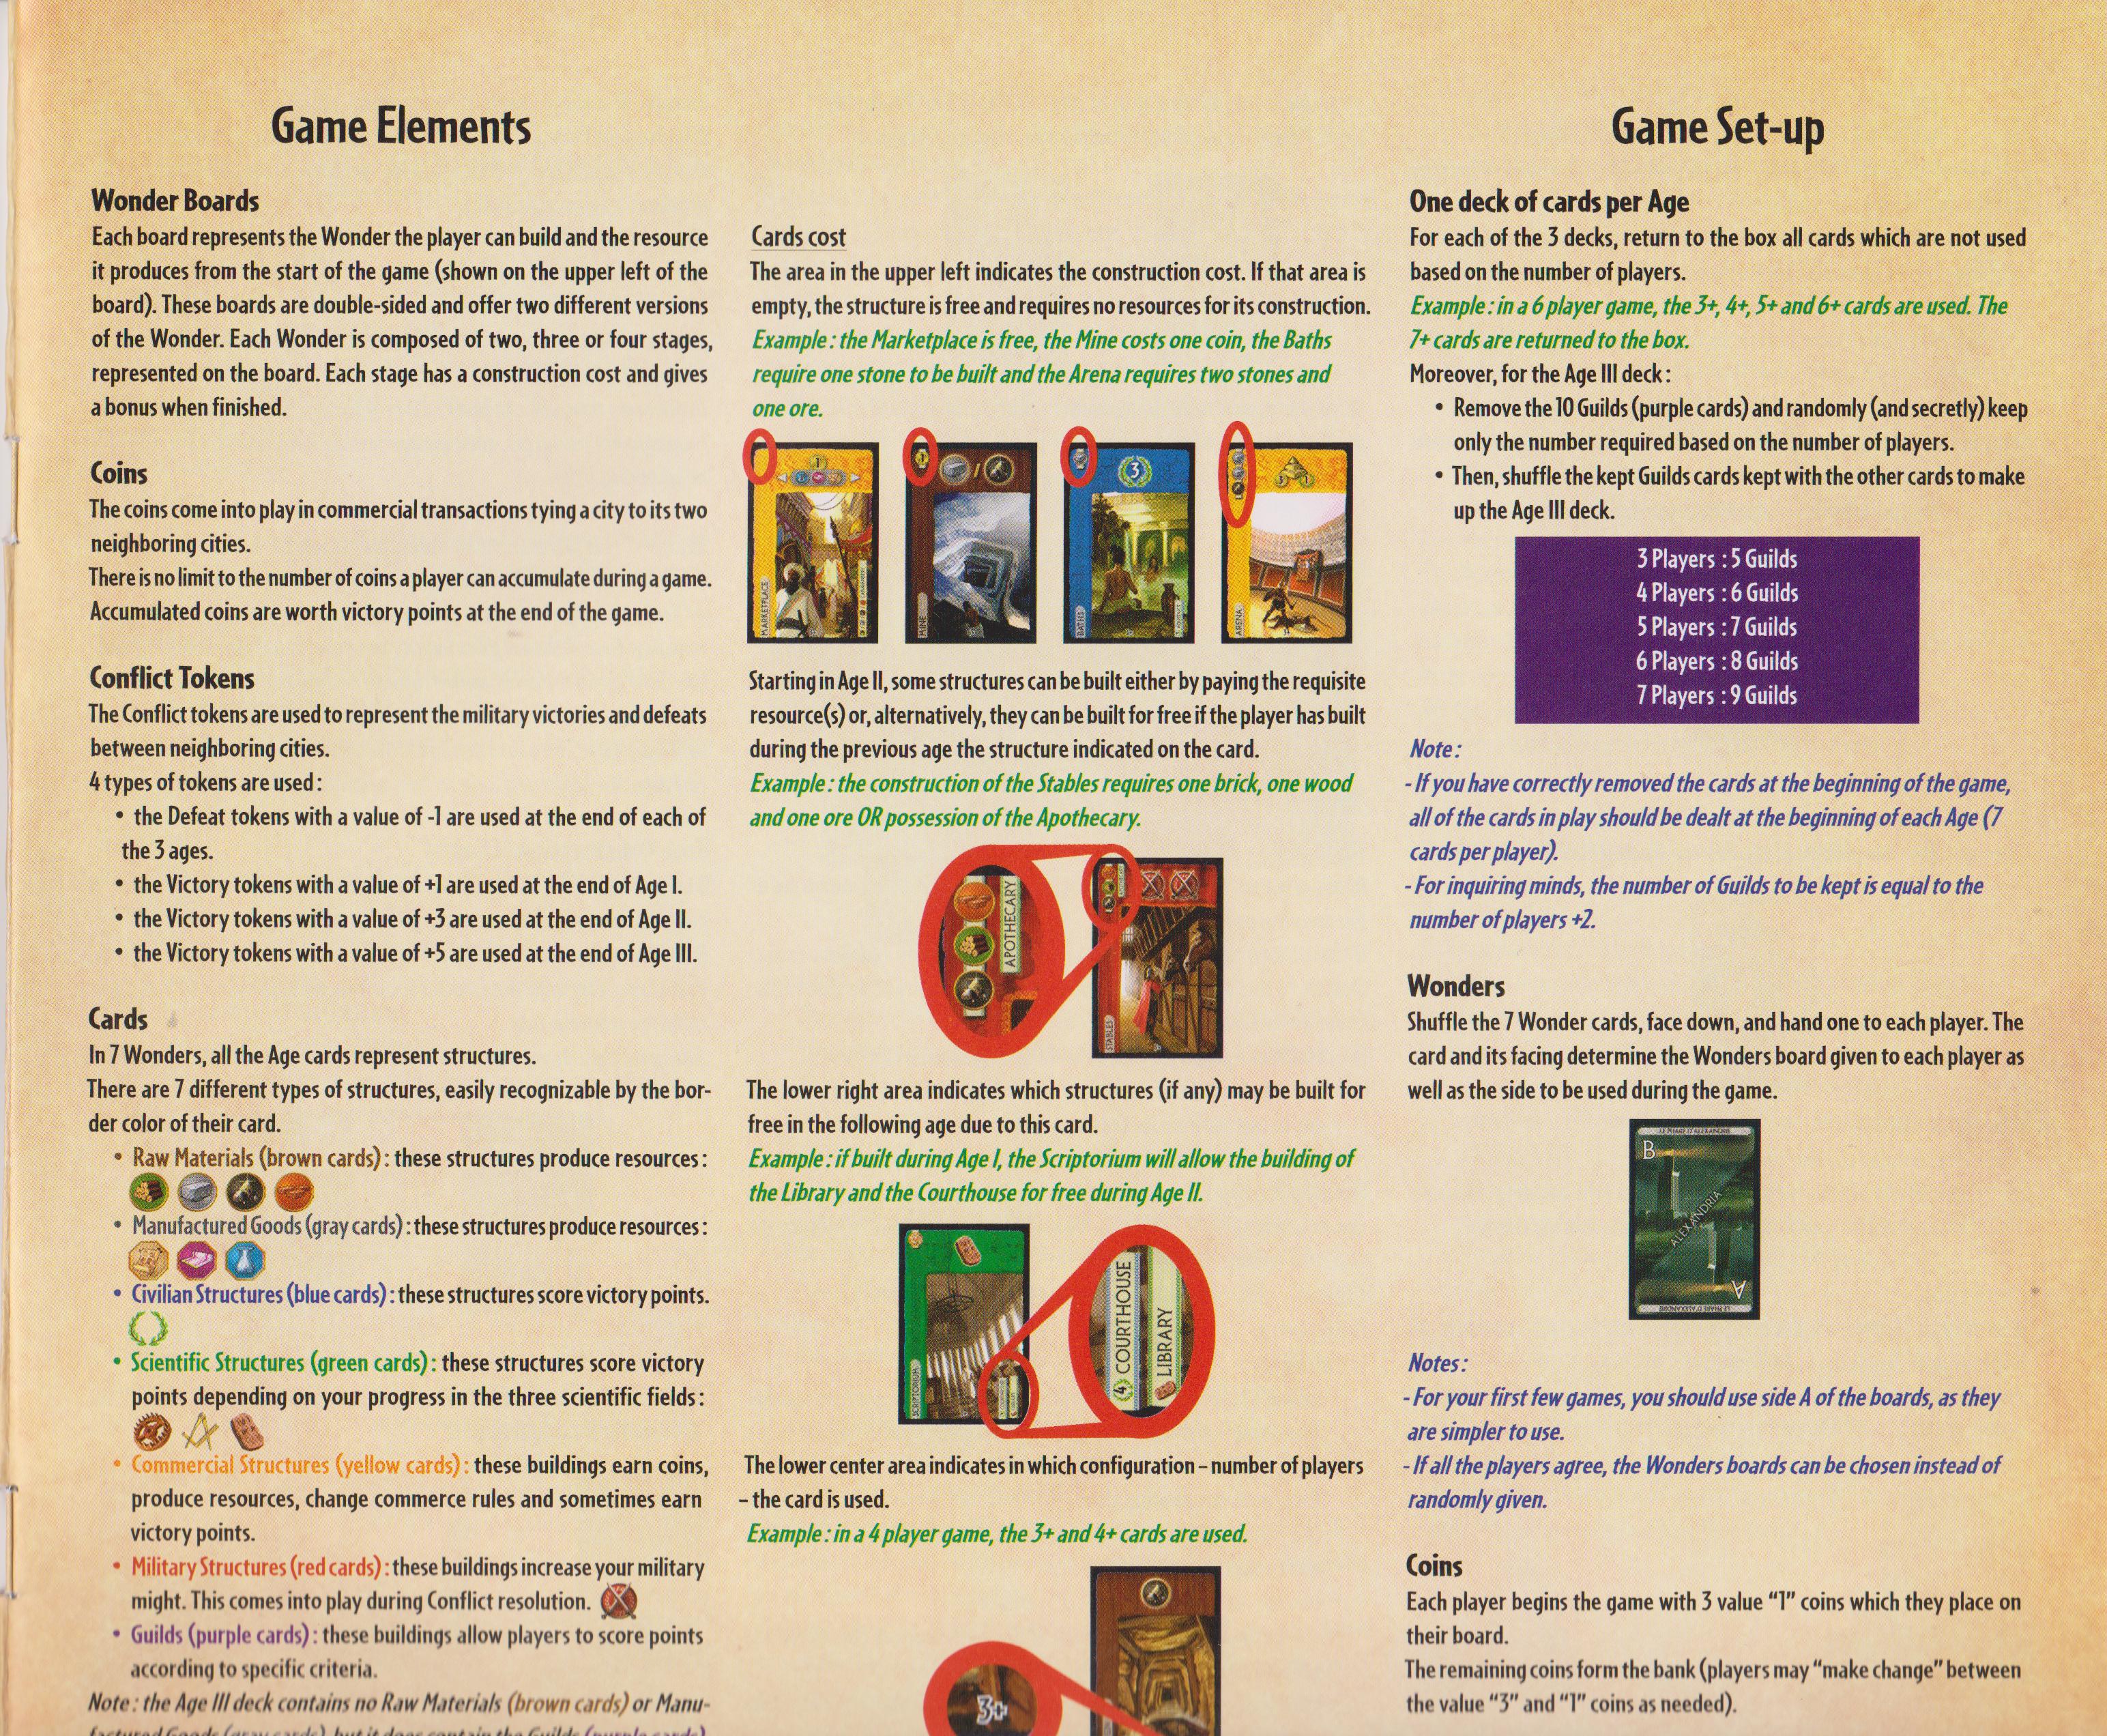 Game Elements
Wonder Boards
Each board represents the Wonder the player can build and the resource
it produces from the start of the game (shown on the upper left of the
board). These boards are double-sided and offer two different versions
of the Wonder. Each Wonder is composed of two, three or four stages,
represented on the board. Each stage has a construction cost and gives
a bonus when finished.
Coins
The coins come into play in commercial transactions tying a city to its two
neighboring cities.
There is no limit to the number of coins a player can accumulate during a game.
Accumulated coins are worth victory points at the end of the game.
Conflict Tokens
The Conflict tokens are used to represent the military victories and defeats
between neighboring cities.
4 types of tokens are used :
• the Defeat tokens with a value of -1 are used at the end of each of
the 3 ages.
• the Victory tokens with a value of +1 are used at the end of Age I.
• the Victory tokens with a value of +3 are used at the end of Age II.
• the Victory tokens with a value of +5 are used at the end of Age III.
Cards
In 7 Wonders, all the Age cards represent structures.
There are 7 different types of structures, easily recognizable by the bor-
der color of their card.
• Raw Materials (brown cards) : these structures produce resources :
• Manufactured Goods (gray cards) : these structures produce resources :
• Civilian Structures (blue cards) : these structures score victory points.
• Scientific Structures (green cards) : these structures score victory
points depending on your progress in the three scientific fields :
• Commercial Structures (yellow cards) : these buildings earn coins,
produce resources, change commerce rules and sometimes earn
victory points.
• Military Structures (red cards) : these buildings increase your military
might. This comes into play during Conflict resolution.
• Guilds (purple cards) : these buildings allow players to score points
according to specific criteria.
Note : the Age III deck contains no Raw Materials (brown cards) or Manu-
factured Goods (gray cards), but it does contain the Guilds (purple cards).
Cards cost
The area in the upper left indicates the construction cost. If that area is
empty, the structure is free and requires no resources for its construction.
Example : the Marketplace is free, the Mine costs one coin, the Baths
require one stone to be built and the Arena requires two stones and
one ore.
1
MARKETPLACE
CARAVANSERY
1
/
MINE
3
BATHS
AQUEDUCT
3 1
ARENA
Starting in Age II, some structures can be built either by paying the requisite
resource(s) or, alternatively, they can be built for free if the player has built
during the previous age the structure indicated on the card.
Example : the construction of the Stables requires one brick, one wood
and one ore OR possession of the Apothecary.
APOTHECARY
STABLES
The lower right area indicates which structures (if any) may be built for
free in the following age due to this card.
Example : if built during Age I, the Scriptorium will allow the building of
the Library and the Courthouse for free during Age II.
SCRIPTORIUM
4 COURTHOUSE
LIBRARY
The lower center area indicates in which configuration – number of players
– the card is used.
Example : in a 4 player game, the 3+ and 4+ cards are used.
3+
Game Set-up
One deck of cards per Age
For each of the 3 decks, return to the box all cards which are not used
based on the number of players.
Example : in a 6 player game, the 3+, 4+, 5+ and 6+ cards are used. The
7+ cards are returned to the box.
Moreover, for the Age III deck :
• Remove the 10 Guilds (purple cards) and randomly (and secretly) keep
only the number required based on the number of players.
• Then, shuffle the kept Guilds cards kept with the other cards to make
up the Age III deck.
3 Players : 5 Guilds
4 Players : 6 Guilds
5 Players : 7 Guilds
6 Players : 8 Guilds
7 Players : 9 Guilds
Note :
- If you have correctly removed the cards at the beginning of the game,
all of the cards in play should be dealt at the beginning of each Age (7
cards per player).
- For inquiring minds, the number of Guilds to be kept is equal to the
number of players +2.
Wonders
Shuffle the 7 Wonder cards, face down, and hand one to each player. The
card and its facing determine the Wonders board given to each player as
well as the side to be used during the game.
LE PHARE D'ALEXANDRIE
B
ALEXANDRIA
A
LE PHARE D'ALEXANDRIE
Notes :
- For your first few games, you should use side A of the boards, as they
are simpler to use.
- If all the players agree, the Wonders boards can be chosen instead of
randomly given.
Coins
Each player begins the game with 3 value “1” coins which they place on
their board.
The remaining coins form the bank (players may “make change” between
the value “3” and “1” coins as needed).